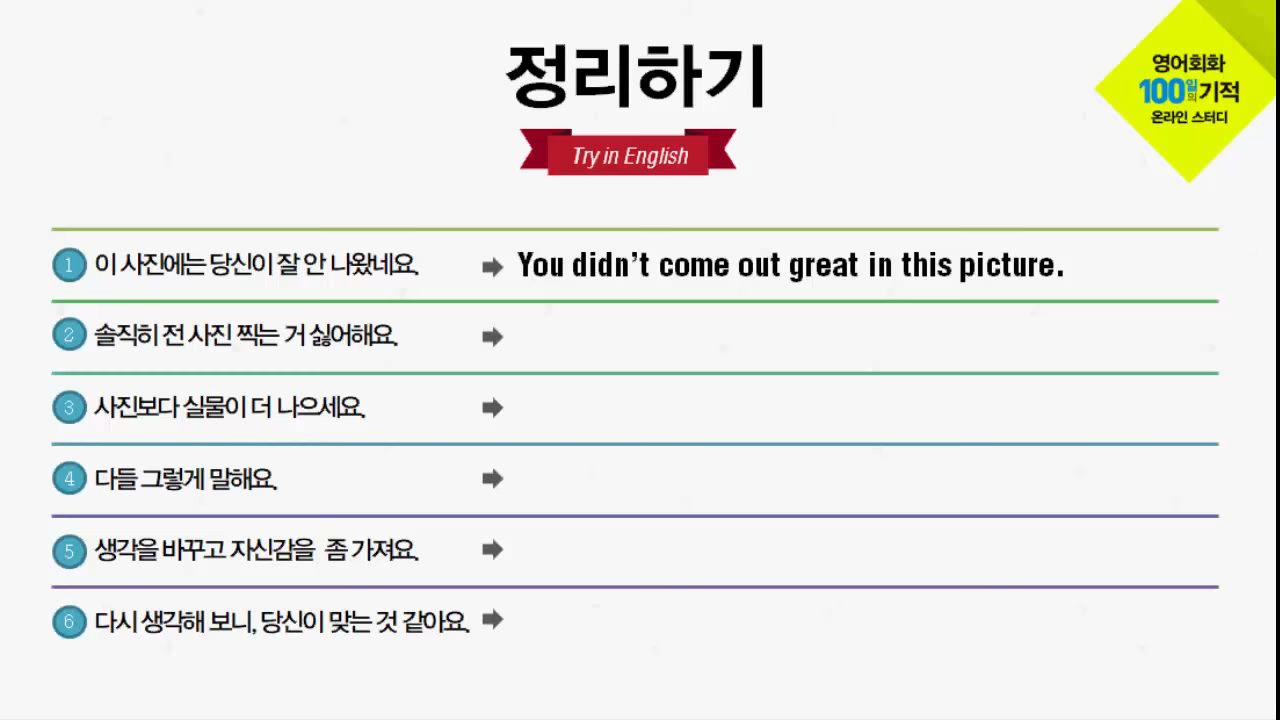 정리하기
Try in English
영어회화
100일의 기적
온라인 스터디
1 이 사진에는 당신이 잘 안 나왔네요. You didn't come out great in this picture.
2 솔직히 전 사진 찍는 거 싫어해요.
3 사진보다 실물이 더 나으세요.
4 다들 그렇게 말해요.
5 생각을 바꾸고 자신감을 좀 가져요.
6 다시 생각해 보니, 당신이 맞는 것 같아요.